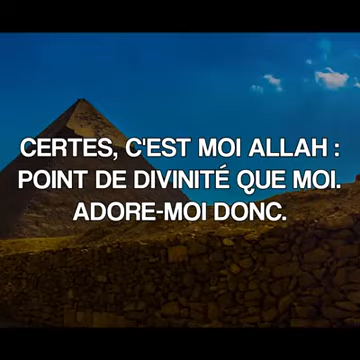 CERTES, C'EST MOI ALLAH :
POINT DE DIVINITÉ QUE MOI.
ADORE-MOI DONC.